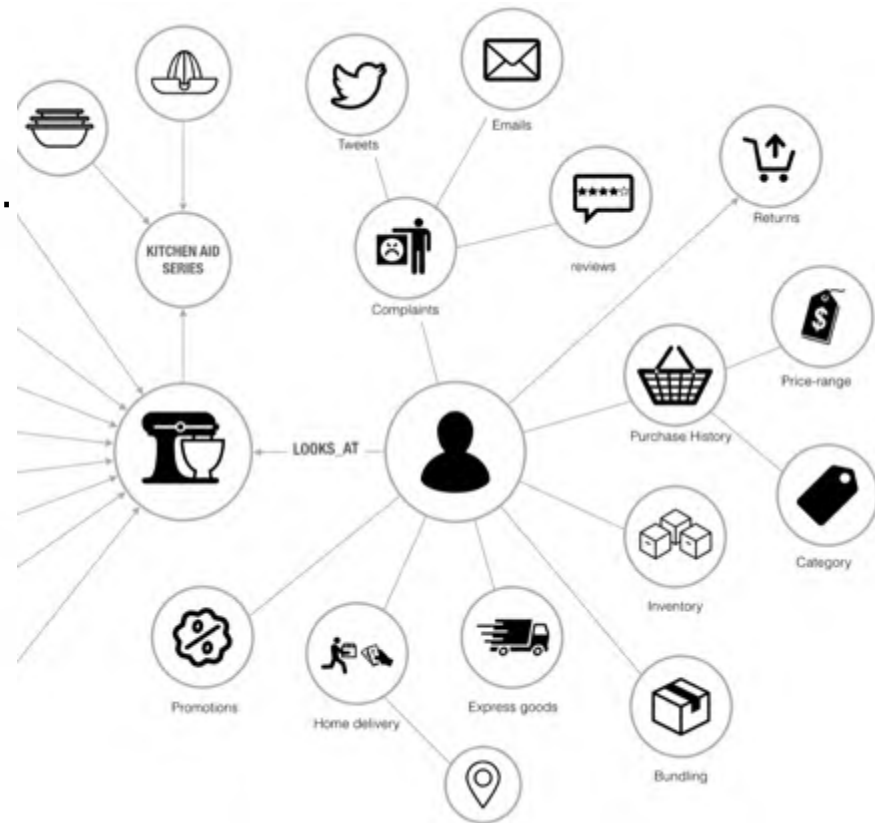 Tweets
Emails
Returns
reviews
KITCHEN AID
SERIES
Complaints
Price-range
Purchase History
LOOKS_AT
Category
Inventory
Promotions
Home delivery
Express goods
Bundling